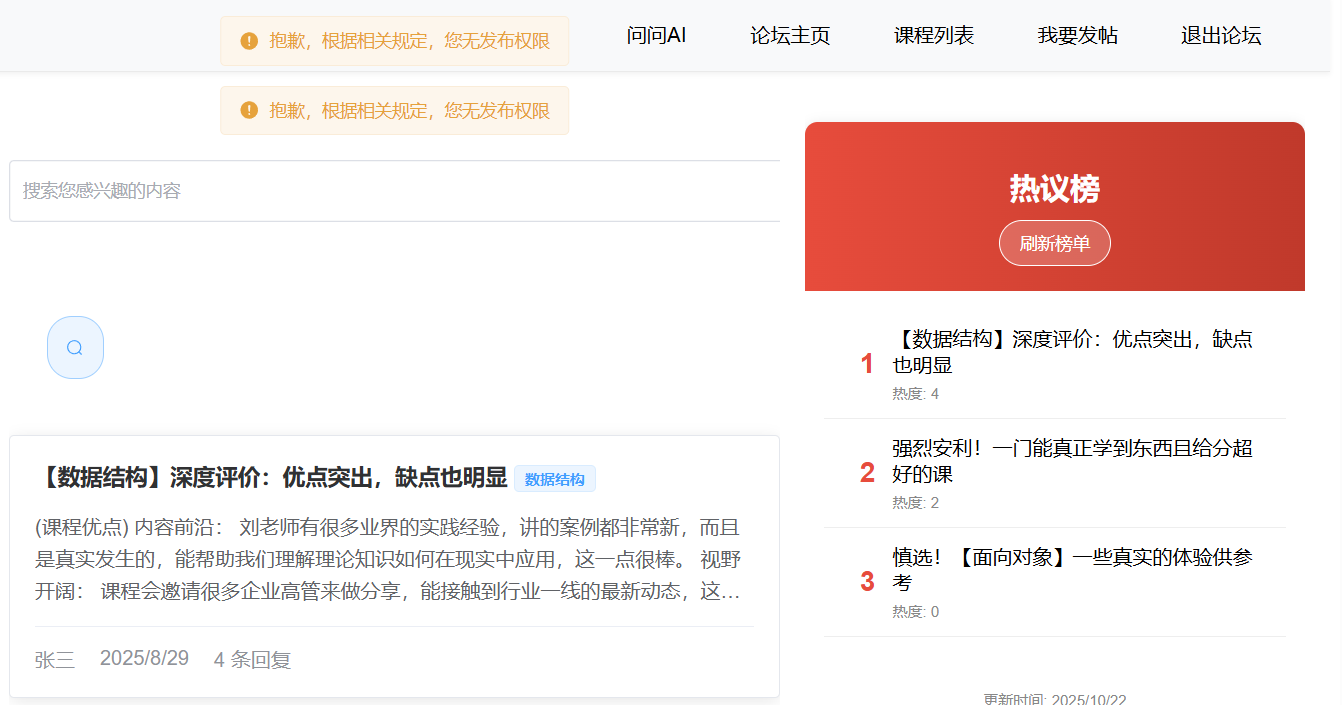 抱歉，根据相关规定，您无发布权限
问问AI
论坛主页
课程列表
我要发帖
退出论坛
抱歉，根据相关规定，您无发布权限
搜索您感兴趣的内容
【数据结构】深度评价：优点突出，缺点也明显 数据结构
(课程优点) 内容前沿： 刘老师有很多业界的实践经验，讲的案例都非常新，而且
是真实发生的，能帮助我们理解理论知识如何在现实中应用，这一点很棒。 视野
开阔： 课程会邀请很多企业高管来做分享，能接触到行业一线的最新动态，这…
张三 2025/8/29 4 条回复
热议榜
刷新榜单
1
【数据结构】深度评价：优点突出，缺点
也明显
热度: 4
2
强烈安利！一门能真正学到东西且给分超
好的课
热度: 2
3
慎选！【面向对象】一些真实的体验供参
考
热度: 0
更新时间: 2025/10/22